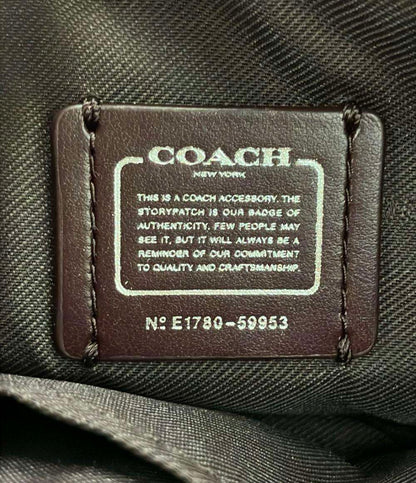 COACH
NEW YORK
THIS IS A COACH ACCESSORY. THE
STORYPATCH IS OUR BADGE OF
AUTHENTICITY. FEW PEOPLE MAY
SEE IT, BUT IT WILL ALWAYS BE A
REMINDER OF OUR COMMITMENT
TO QUALITY AND CRAFTSMANSHIP.
Nº E1780-59953